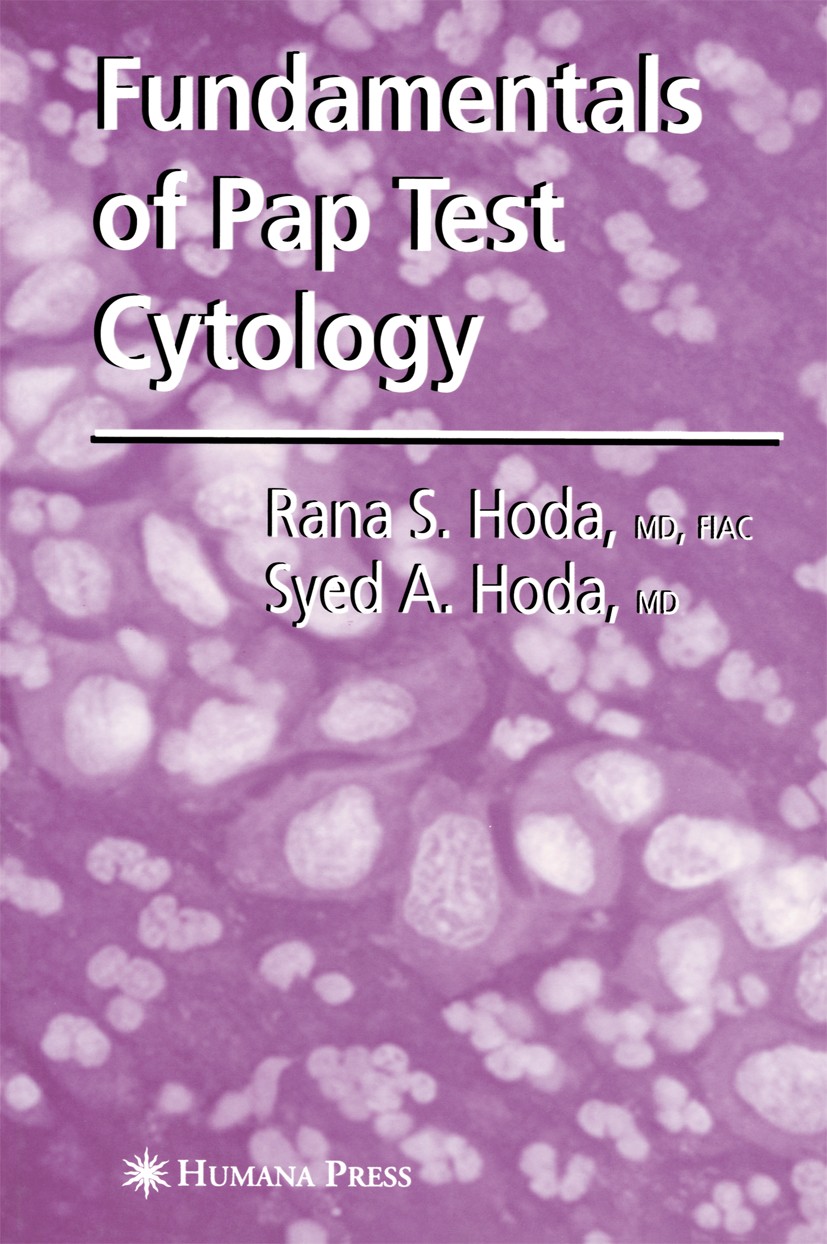 Fundamentals
of Pap Test
Cytology
Rana S. Hoda, MD, FIAC
Syed A. Hoda, MD
HUMANA PRESS